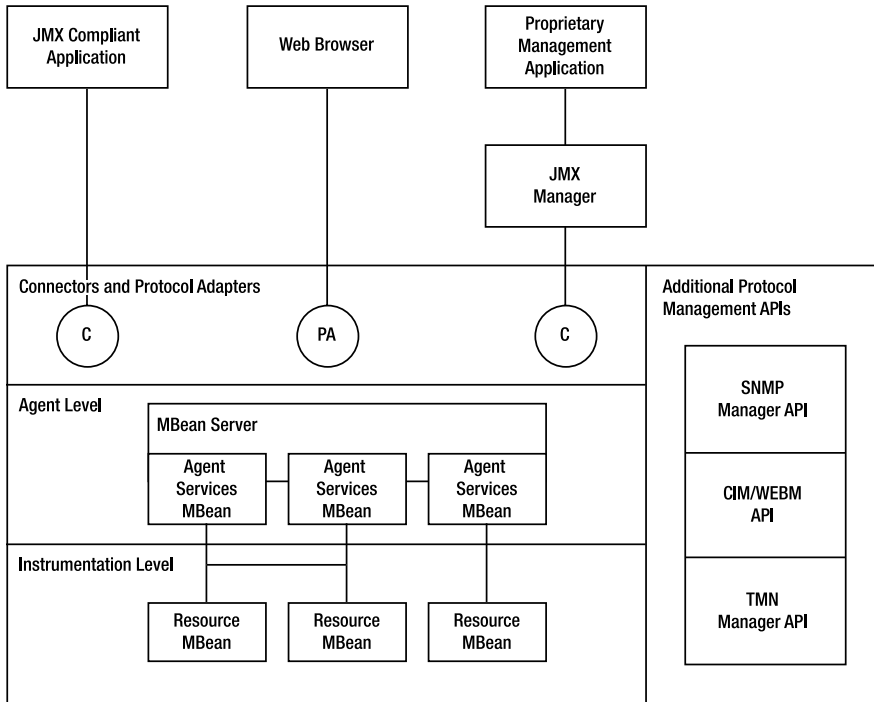 JMX Compliant
Application
Web Browser
Proprietary
Management
Application
JMX
Manager
Connectors and Protocol Adapters
C
PA
C
Additional Protocol
Management APIs
SNMP
Manager API
CIM/WEBM
API
TMN
Manager API
Agent Level
MBean Server
Agent
Services
MBean
Agent
Services
MBean
Agent
Services
MBean
Instrumentation Level
Resource
MBean
Resource
MBean
Resource
MBean